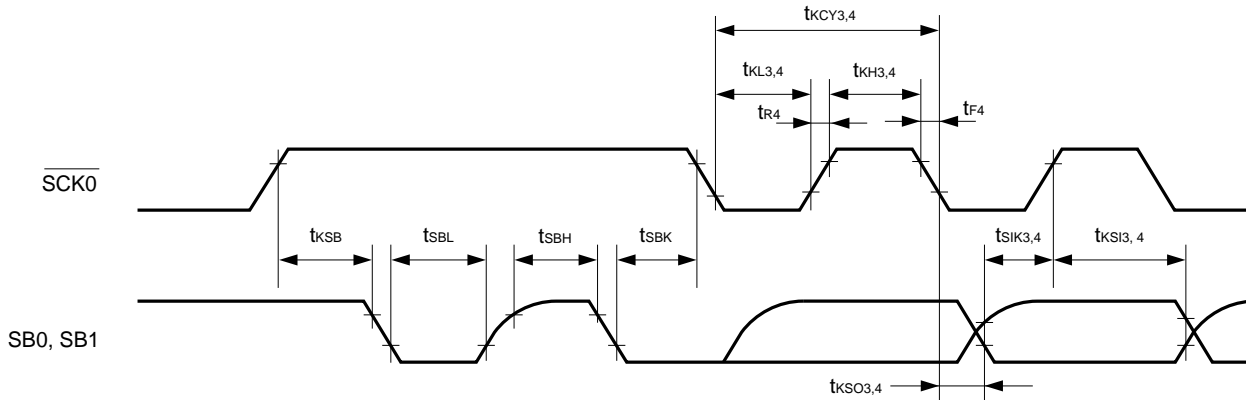 tKCY3,4
tKL3,4
tKH3,4
tR4
tF4
SCK0
tKSB
tSBL
tSBH
tSBK
tSIK3,4
tKSI3, 4
SB0, SB1
tKSO3,4